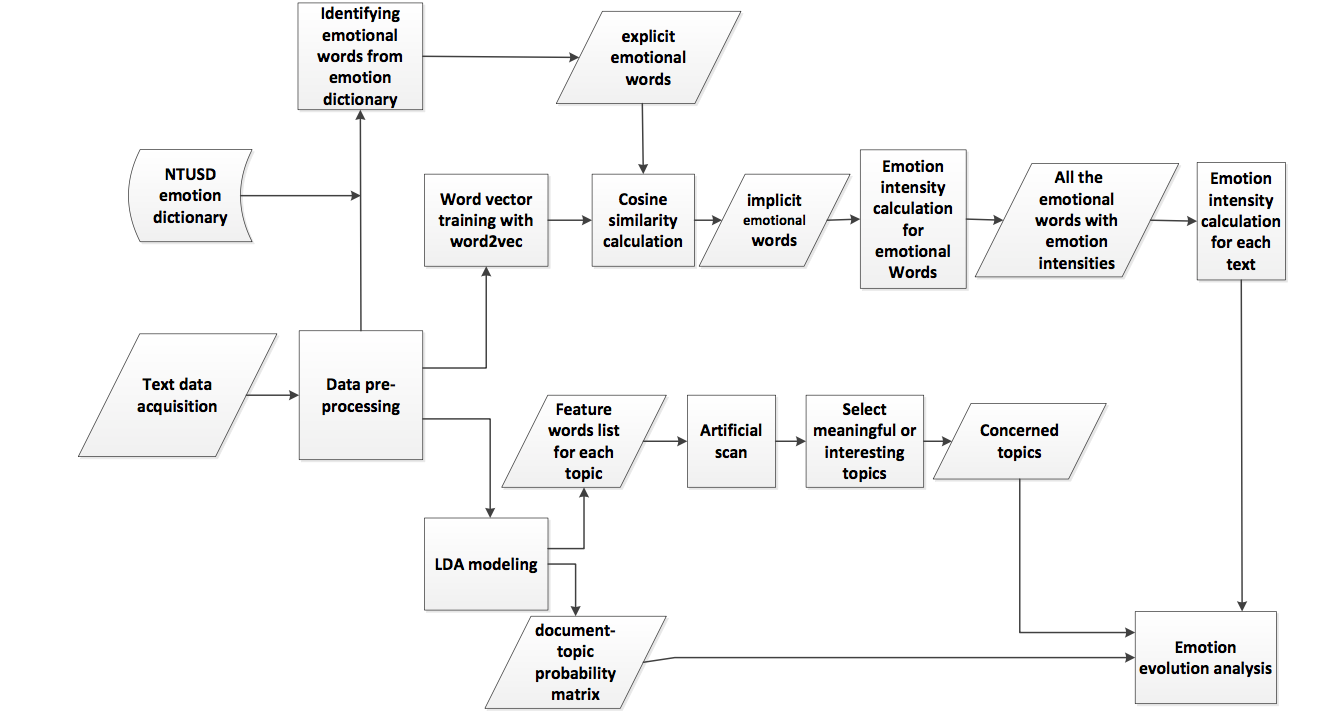 Identifying
emotional
words from
emotion
dictionary
explicit
emotional
words
NTUSD
emotion
dictionary
Word vector
training with
word2vec
Cosine
similarity
calculation
implicit
emotional
words
Emotion
intensity
calculation
for
emotional
Words
All the
emotional
words with
emotion
intensities
Emotion
intensity
calculation
for each
text
Text data
acquisition
Data pre-
processing
Feature
words list
for each
topic
Artificial
scan
Select
meaningful or
interesting
topics
Concerned
topics
LDA modeling
document-
topic
probability
matrix
Emotion
evolution analysis